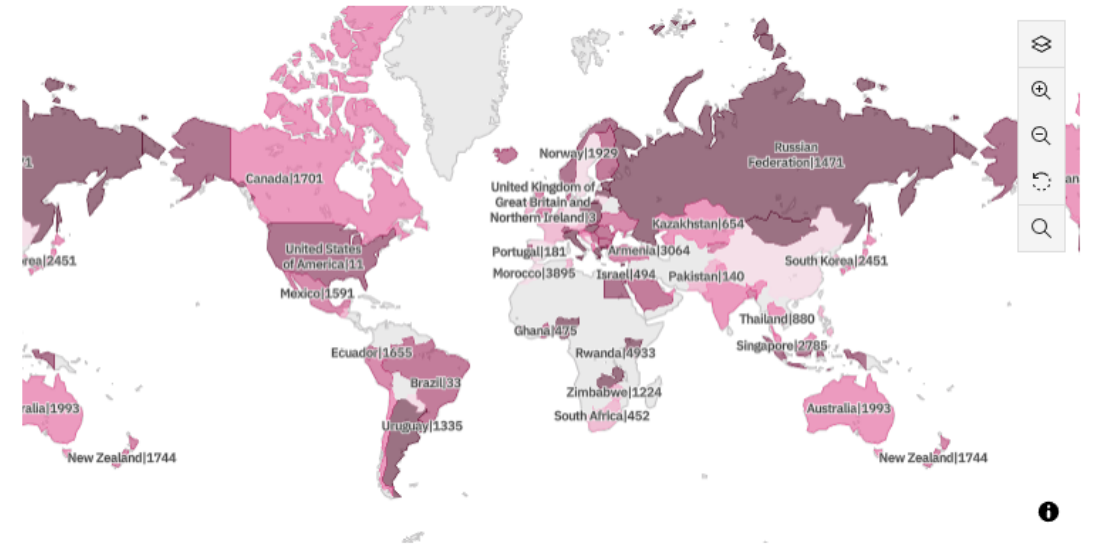 Norway|1929
Russian
Federation|1471
71
Canada|1701
an
United Kingdom of
Great Britain and
Northern Ireland|3
Kazakhstan|654
United States
of America|11
Portugal|181
Armenia|3064
rea|2451
South Korea|2451
Morocco|3895
Israel|494
Pakistan|140
Mexico|1591
Thailand|880
Ghana|475
Singapore|2785
Ecuador|1655
Rwanda|4933
Brazil|33
Zimbabwe|1224
ralia|1993
South Africa|452
Australia|1993
Uruguay|1335
New Zealand|1744
New Zealand|1744